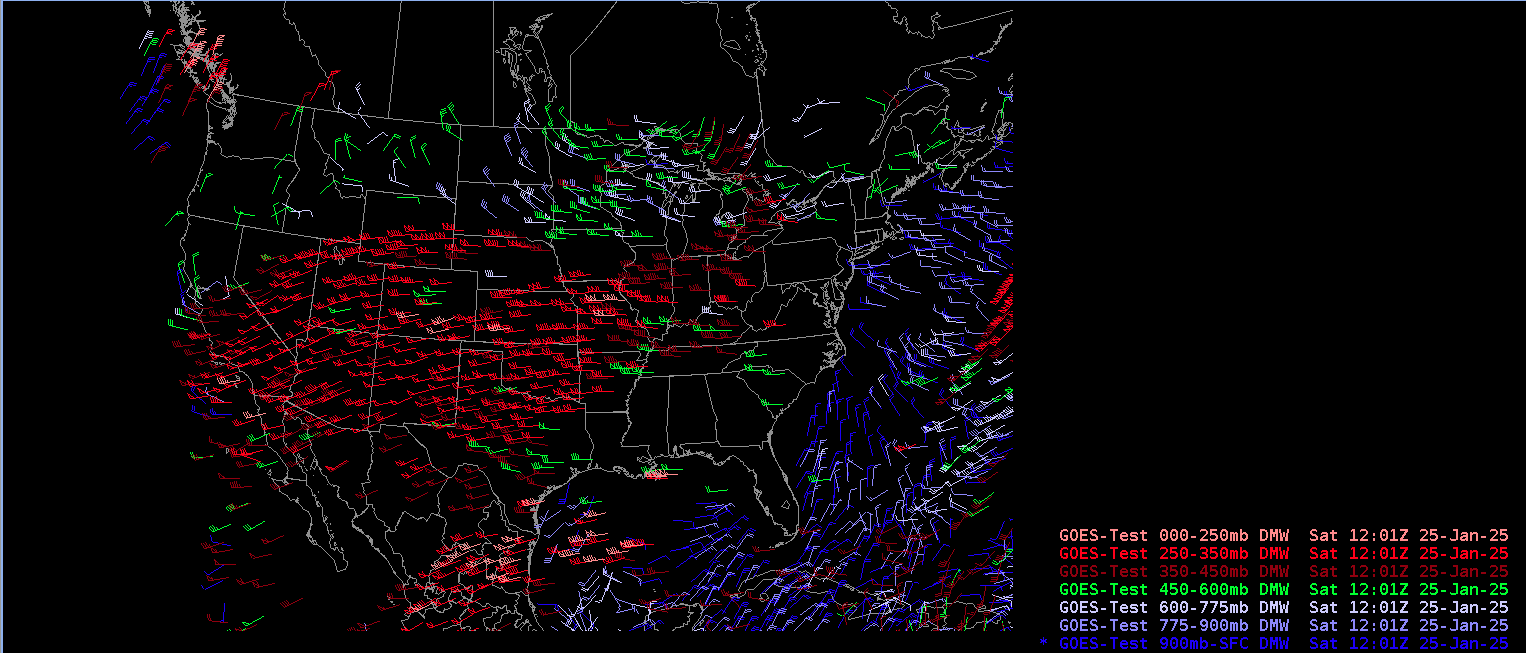 GOES-Test 000-250mb DMW  Sat 12:01Z 25-Jan-25
GOES-Test 250-350mb DMW  Sat 12:01Z 25-Jan-25
GOES-Test 350-450mb DMW  Sat 12:01Z 25-Jan-25
GOES-Test 450-600mb DMW  Sat 12:01Z 25-Jan-25
GOES-Test 600-775mb DMW  Sat 12:01Z 25-Jan-25
GOES-Test 775-900mb DMW  Sat 12:01Z 25-Jan-25
* GOES-Test 900mb-SFC DMW  Sat 12:01Z 25-Jan-25